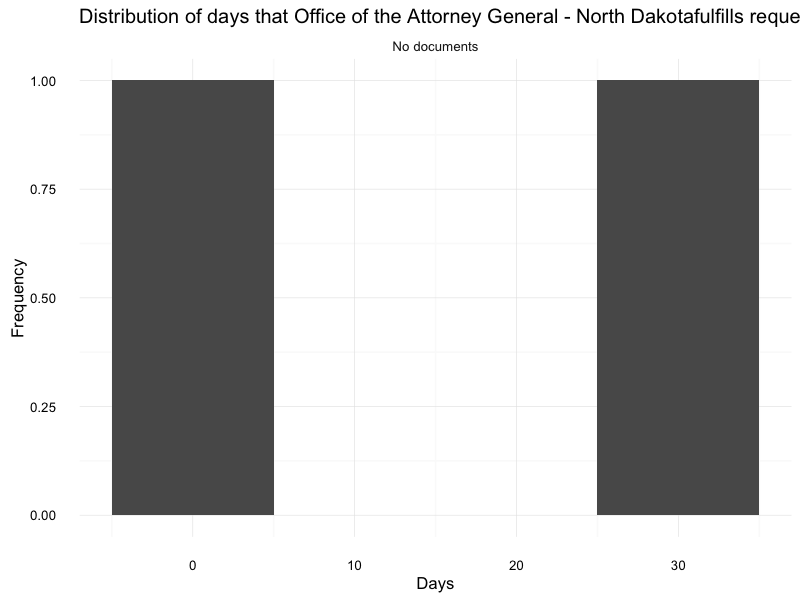 Distribution of days that Office of the Attorney General - North Dakotafulfills reque
No documents
1.00
0.75
0.50
0.25
0.00
Frequency
0 10 20 30
Days